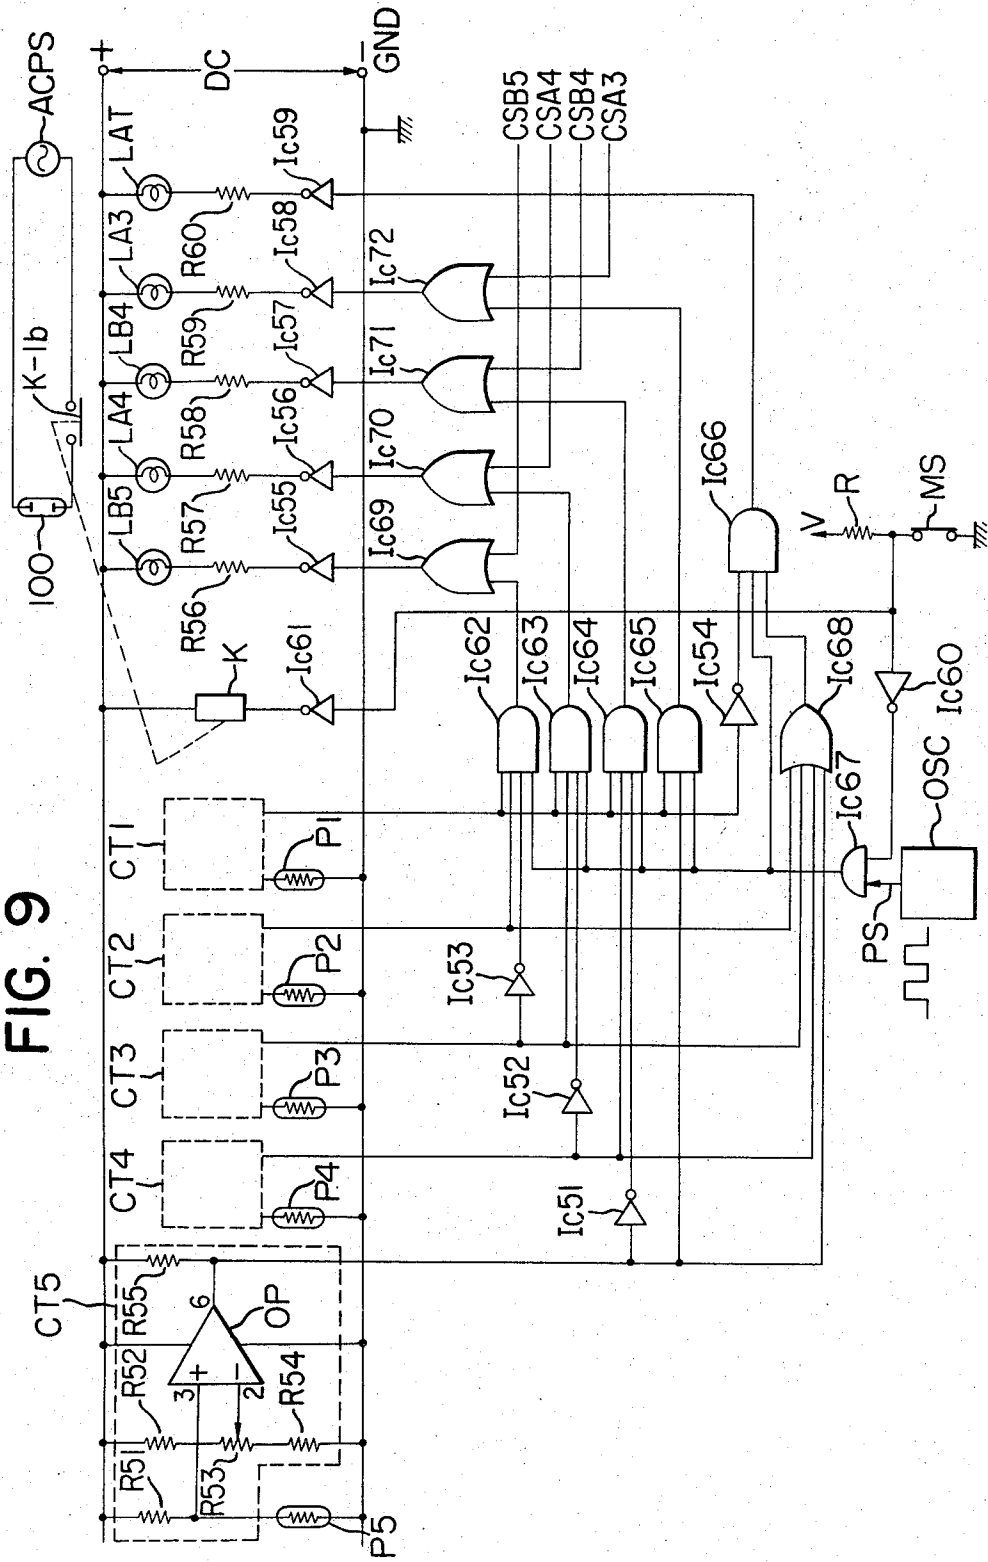 FIG. 9
ACPS
K-1b
100
+
DC
−
GND
LAT
LA3
LB4
LA4
LB5
R60
R59
R58
R57
R56
K
Ic59
Ic58
Ic57
Ic56
Ic55
Ic61
Ic72
Ic71
Ic70
Ic69
CSB5
CSA4
CSB4
CSA3
CT1
CT2
CT3
CT4
CT5
P1
P2
P3
P4
P5
R51
R52
R53
R54
R55
OP
3
+
−
2
6
Ic62
Ic63
Ic64
Ic65
Ic54
Ic66
Ic68
Ic53
Ic52
Ic51
V
R
MS
Ic60
Ic67
PS
OSC